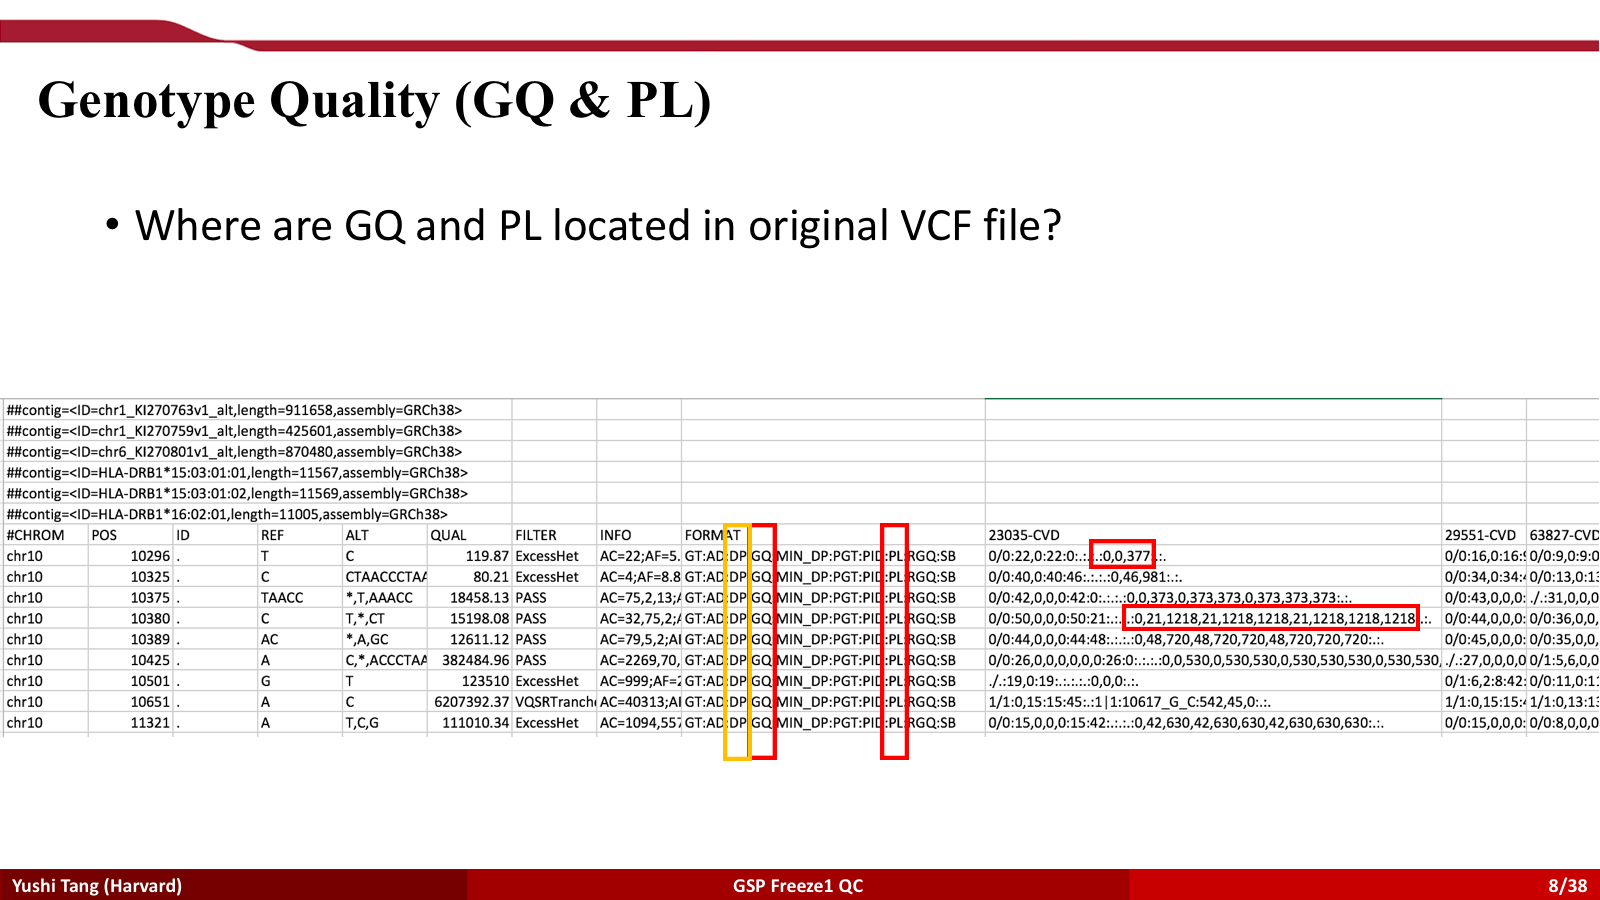 Genotype Quality (GQ & PL)
• Where are GQ and PL located in original VCF file?
##contig=<ID=chr1_KI270763v1_alt,length=911658,assembly=GRCh38>
##contig=<ID=chr1_KI270759v1_alt,length=425601,assembly=GRCh38>
##contig=<ID=chr6_KI270801v1_alt,length=870480,assembly=GRCh38>
##contig=<ID=HLA-DRB1*15:03:01:01,length=11567,assembly=GRCh38>
##contig=<ID=HLA-DRB1*15:03:01:02,length=11569,assembly=GRCh38>
##contig=<ID=HLA-DRB1*16:02:01,length=11005,assembly=GRCh38>
#CHROM POS ID REF ALT QUAL FILTER INFO FORMAT 23035-CVD 29551-CVD 63827-CVD
chr10 10296 . T C 119.87 ExcessHet AC=22;AF=5. GT:AD:DP:GQ:MIN_DP:PGT:PID:PL:RGQ:SB 0/0:22,0:22:0:.:.:.:0,0,377:.:. 0/0:16,0:16: 0/0:9,0:9:0
chr10 10325 . C CTAACCCTAA 80.21 ExcessHet AC=4;AF=8.8 GT:AD:DP:GQ:MIN_DP:PGT:PID:PL:RGQ:SB 0/0:40,0:40:46:.:.:.:0,46,981:.:. 0/0:34,0:34: 0/0:13,0:13
chr10 10375 . TAACC *,T,AAACC 18458.13 PASS AC=75,2,13; GT:AD:DP:GQ:MIN_DP:PGT:PID:PL:RGQ:SB 0/0:42,0,0,0:42:0:.:.:.:0,0,373,0,373,373,0,373,373,373:.:. 0/0:43,0,0,0: ./.:31,0,0,0
chr10 10380 . C T,*,CT 15198.08 PASS AC=32,75,2; GT:AD:DP:GQ:MIN_DP:PGT:PID:PL:RGQ:SB 0/0:50,0,0,0:50:21:.:.:.:0,21,1218,21,1218,1218,21,1218,1218,1218:.:. 0/0:44,0,0,0: 0/0:36,0,0,
chr10 10389 . AC *,A,GC 12611.12 PASS AC=79,5,2;A GT:AD:DP:GQ:MIN_DP:PGT:PID:PL:RGQ:SB 0/0:44,0,0,0:44:48:.:.:.:0,48,720,48,720,720,48,720,720,720:.:. 0/0:45,0,0,0: 0/0:35,0,0,
chr10 10425 . A C,*,ACCCTAA 382484.96 PASS AC=2269,70, GT:AD:DP:GQ:MIN_DP:PGT:PID:PL:RGQ:SB 0/0:26,0,0,0,0,0:26:0:.:.:.:0,0,530,0,530,530,0,530,530,530,0,530,530, ./.:27,0,0,0,0 0/1:5,6,0,0
chr10 10501 . G T 123510 ExcessHet AC=999;AF=2 GT:AD:DP:GQ:MIN_DP:PGT:PID:PL:RGQ:SB ./.:19,0:19:.:.:.:.:0,0,0:.:. 0/1:6,2:8:42: 0/0:11,0:11
chr10 10651 . A C 6207392.37 VQSRTranche AC=40313;A GT:AD:DP:GQ:MIN_DP:PGT:PID:PL:RGQ:SB 1/1:0,15:15:45:.:1|1:10617_G_C:542,45,0:.:. 1/1:0,15:15: 1/1:0,13:13
chr10 11321 . A T,C,G 111010.34 ExcessHet AC=1094,557 GT:AD:DP:GQ:MIN_DP:PGT:PID:PL:RGQ:SB 0/0:15,0,0,0:15:42:.:.:.:0,42,630,42,630,630,42,630,630,630:.:. 0/0:15,0,0,0: 0/0:8,0,0,0
Yushi Tang (Harvard) GSP Freeze1 QC 8/38